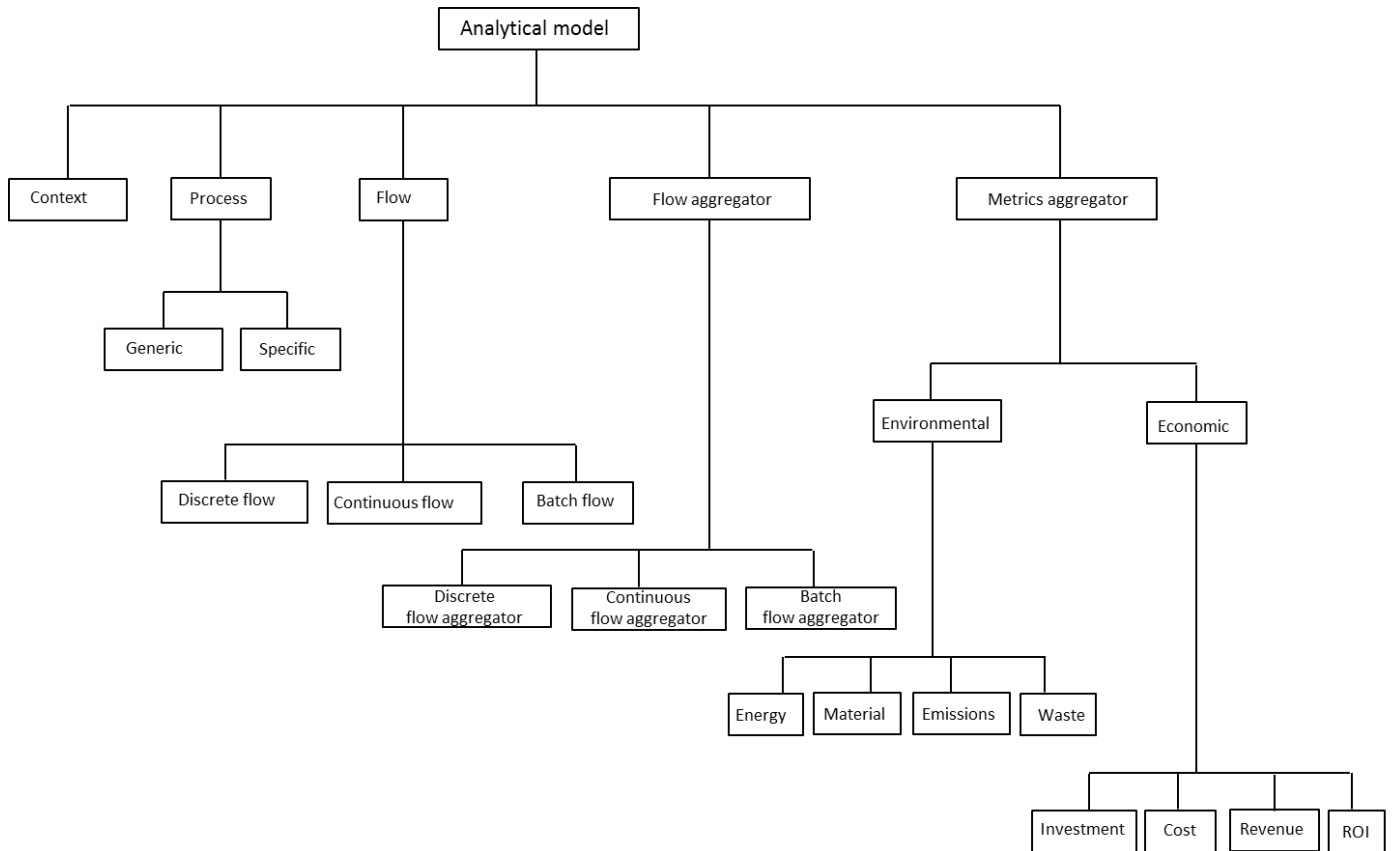 Analytical model
Context
Process
Flow
Flow aggregator
Metrics aggregator
Generic
Specific
Environmental
Economic
Discrete flow
Continuous flow
Batch flow
Discrete
flow aggregator
Continuous
flow aggregator
Batch
flow aggregator
Energy
Material
Emissions
Waste
Investment
Cost
Revenue
ROI